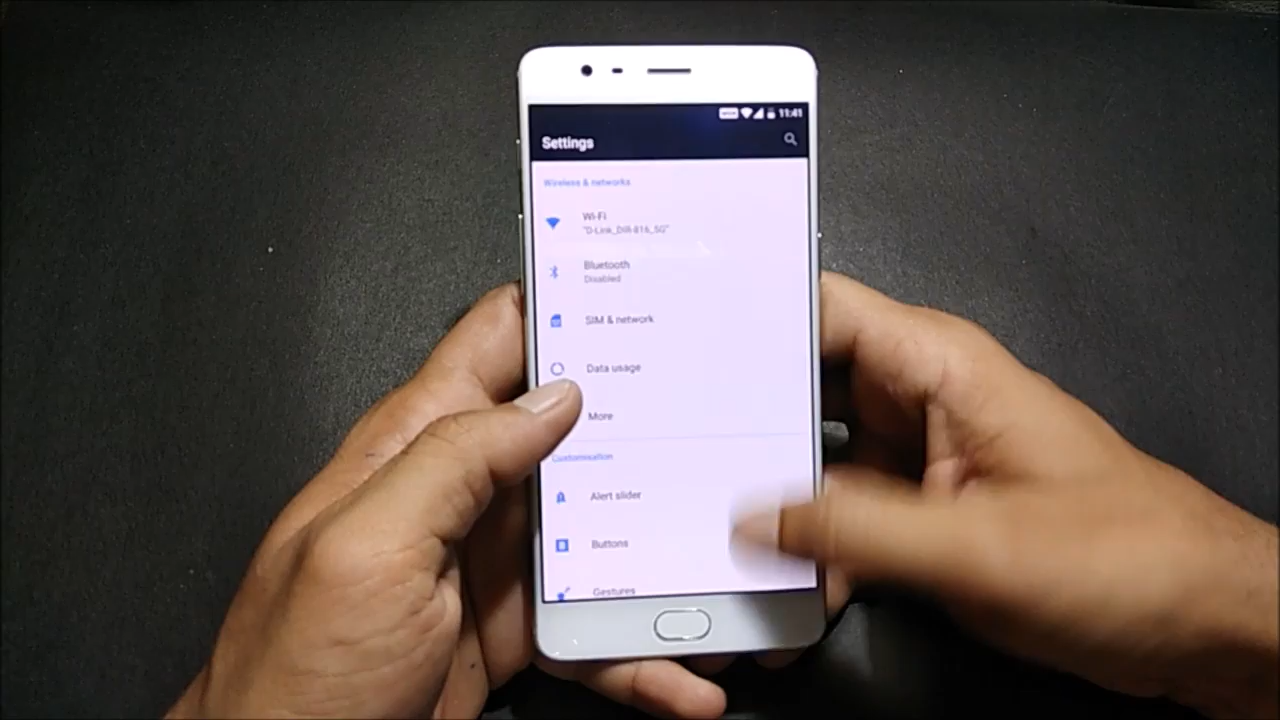 11:41
Settings
Wireless & networks
Wi-Fi
"D-Link_DIR-816_5G"
Bluetooth
Disabled
SIM & network
Data usage
More
Customisation
Alert slider
Buttons
Gestures